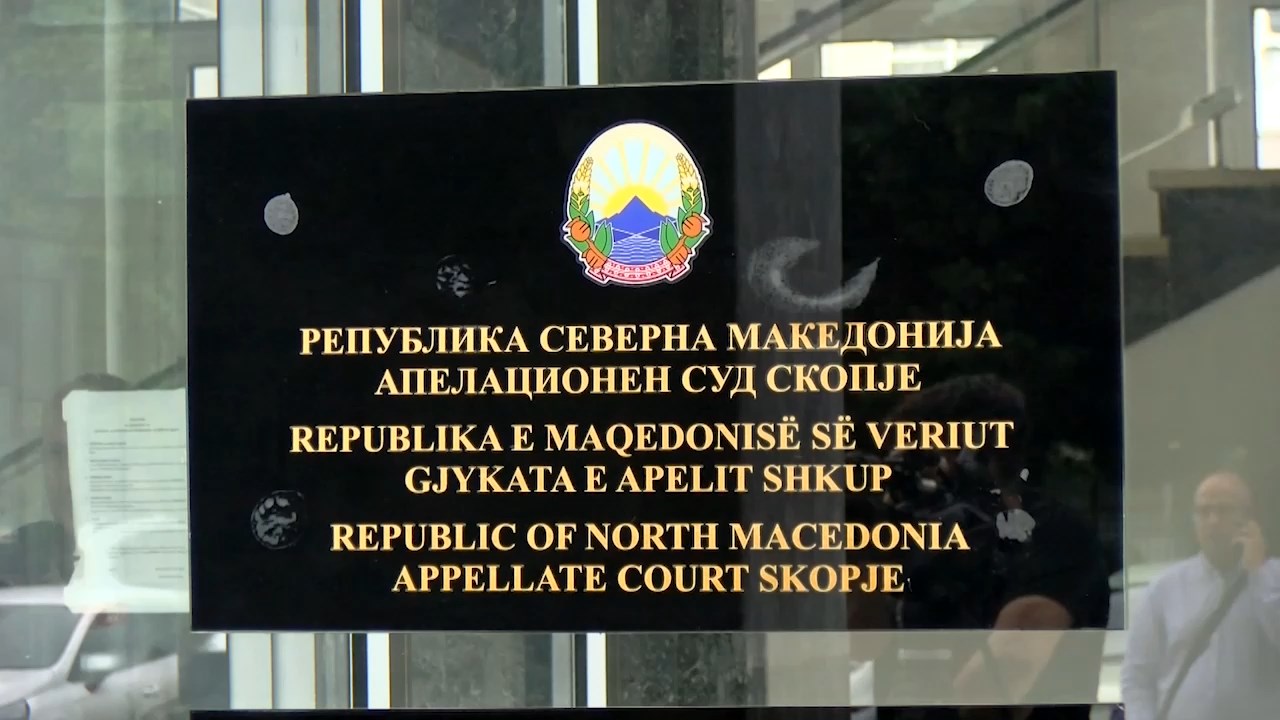 РЕПУБЛИКА СЕВЕРНА МАКЕДОНИЈА
АПЕЛАЦИОНЕН СУД СКОПЈЕ
REPUBLIKA E MAQEDONISË SË VERIUT
GJYKATA E APELIT SHKUP
REPUBLIC OF NORTH MACEDONIA
APPELLATE COURT SKOPJE